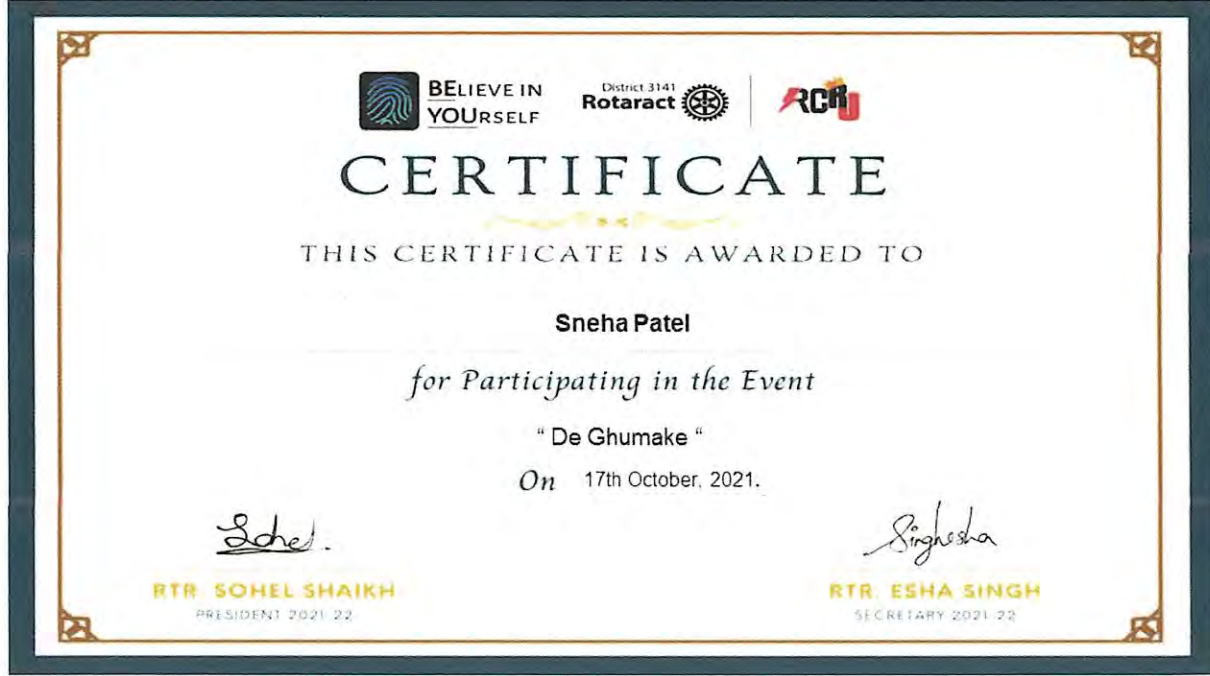 BELIEVE IN
YOURSELF
District 3141
Rotaract
RCRU
CERTIFICATE
THIS CERTIFICATE IS AWARDED TO
Sneha Patel
for Participating in the Event
“ De Ghumake “
On 17th October, 2021.
Sohel.
Singhesha
RTR. SOHEL SHAIKH
RTR. ESHA SINGH
PRESIDENT 2021-22
SECRETARY 2021-22